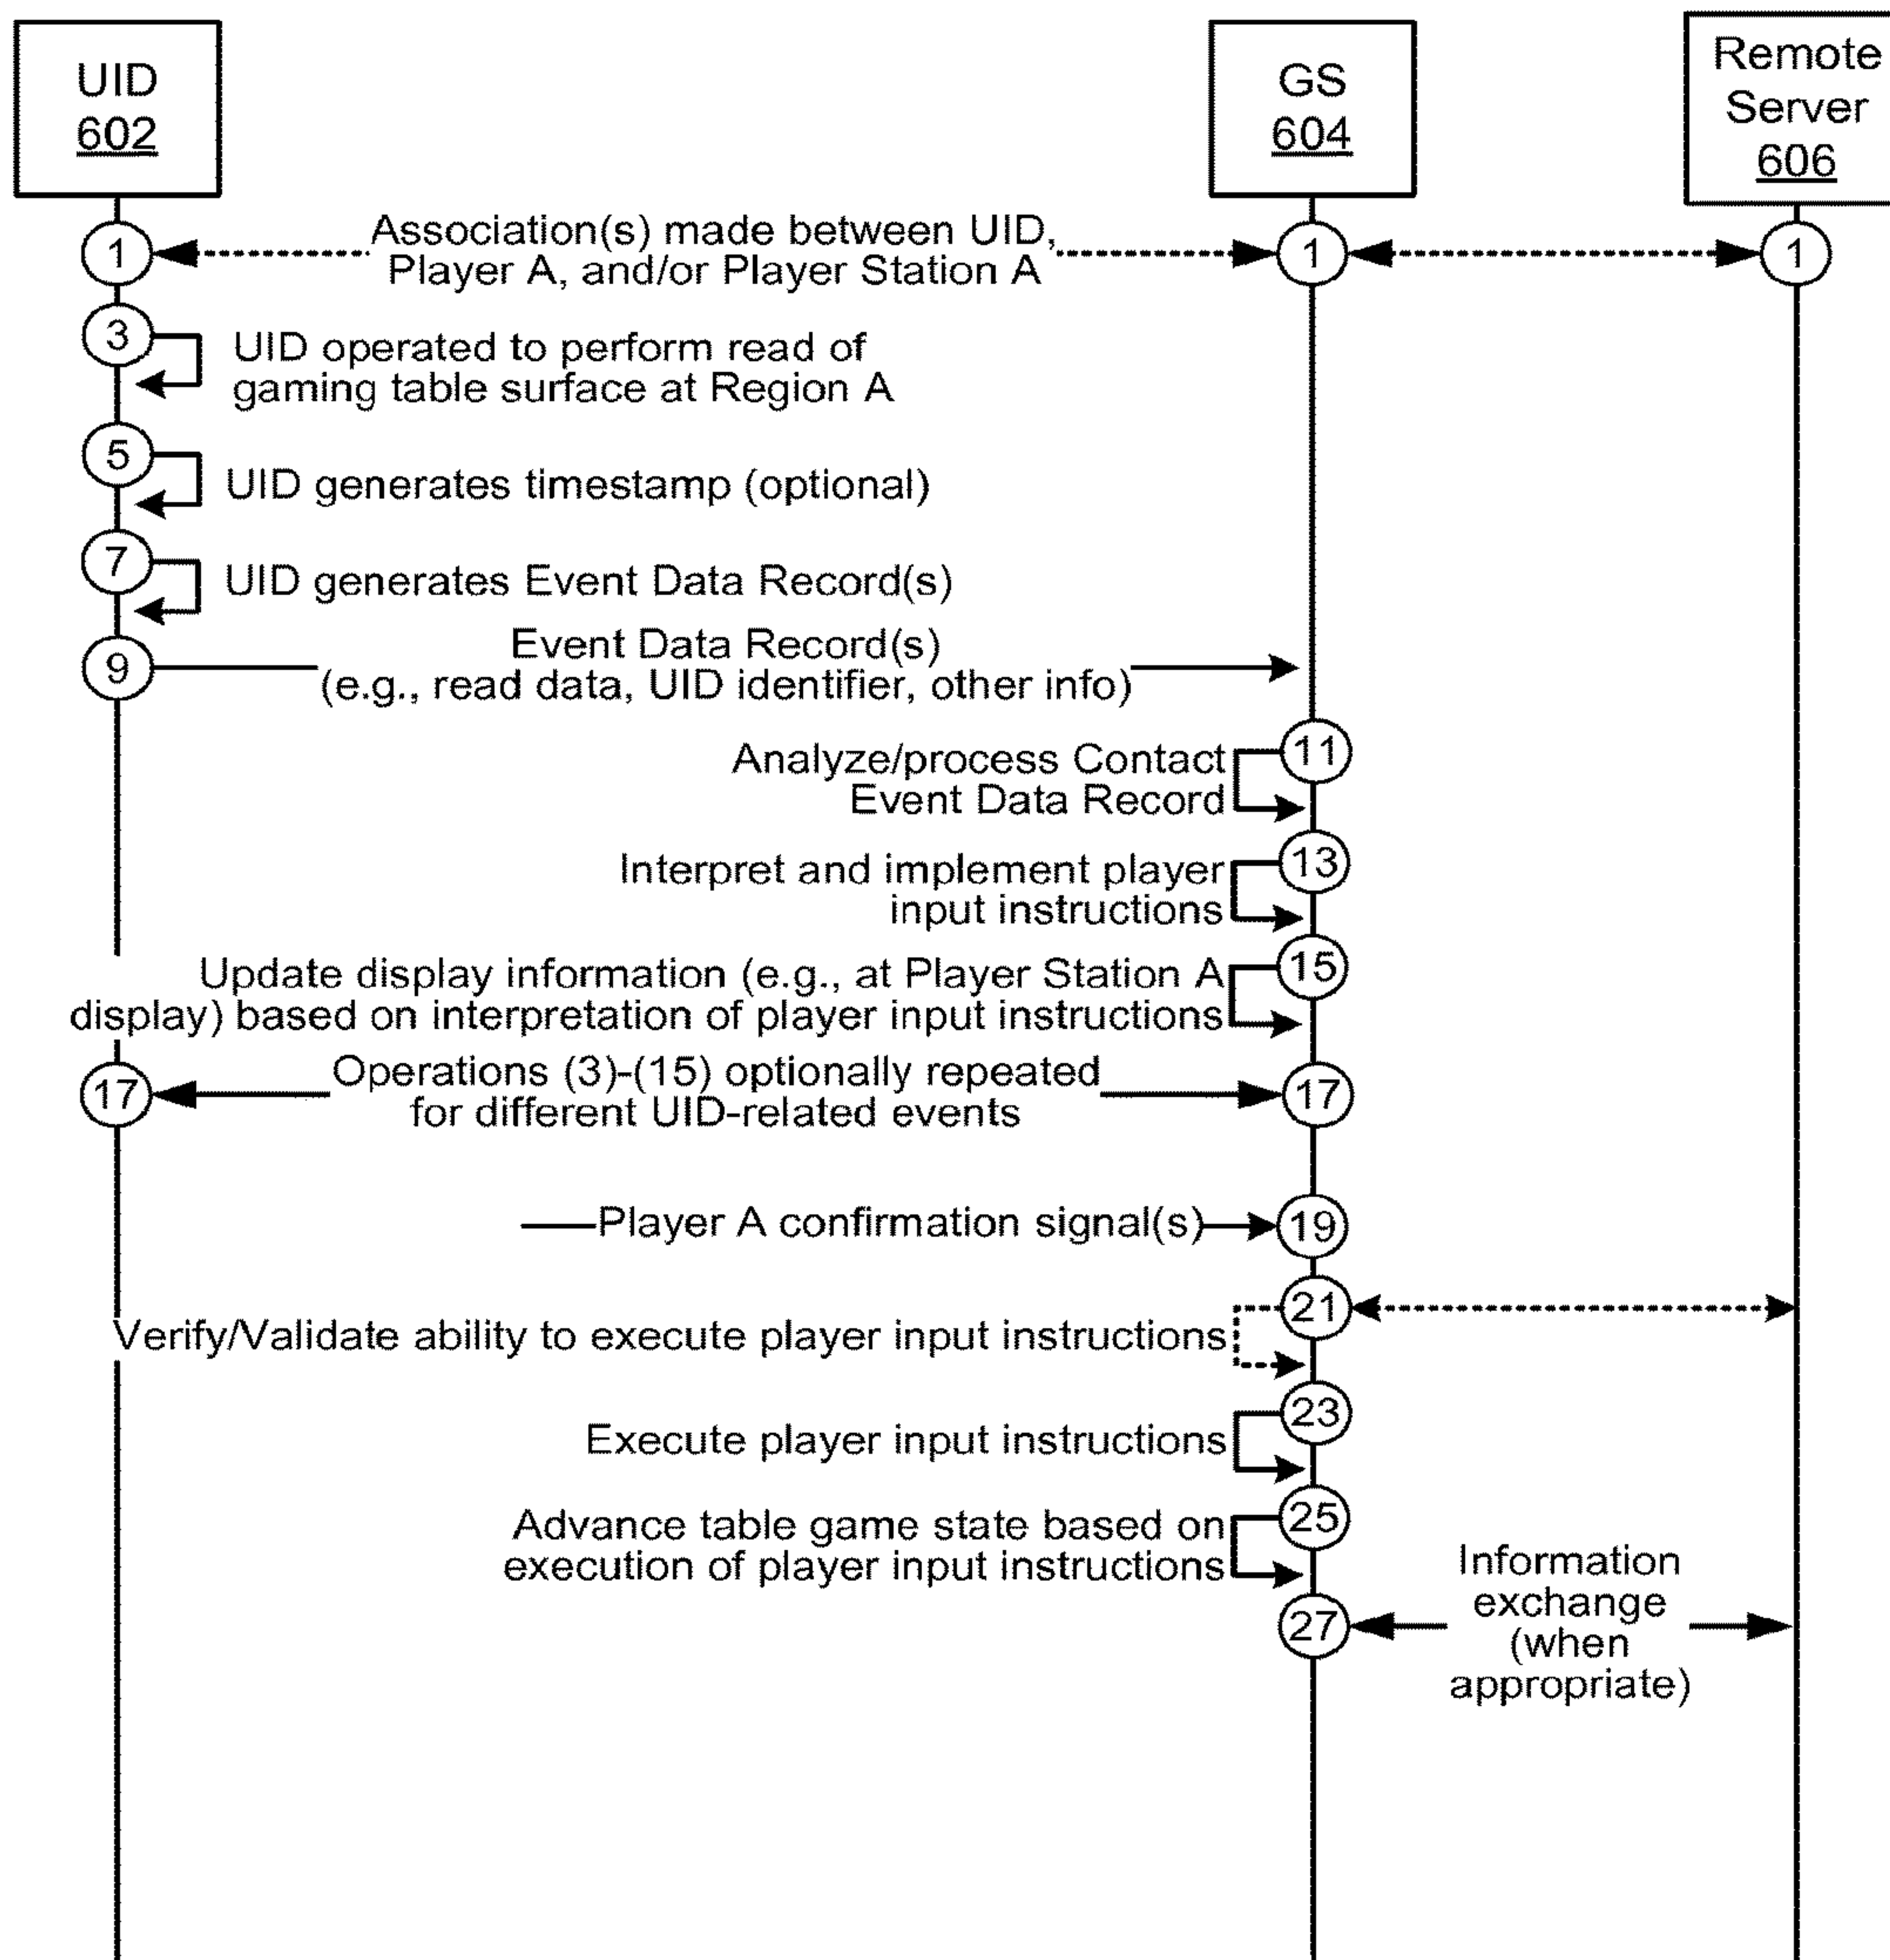 UID
602
GS
604
Remote
Server
606
1
Association(s) made between UID,
Player A, and/or Player Station A
1
1
3
UID operated to perform read of
gaming table surface at Region A
5
UID generates timestamp (optional)
7
UID generates Event Data Record(s)
9
Event Data Record(s)
(e.g., read data, UID identifier, other info)
11
Analyze/process Contact
Event Data Record
13
Interpret and implement player
input instructions
15
Update display information (e.g., at Player Station A
display) based on interpretation of player input instructions
17
Operations (3)-(15) optionally repeated
for different UID-related events
17
Player A confirmation signal(s)
19
21
Verify/Validate ability to execute player input instructions
23
Execute player input instructions
25
Advance table game state based on
execution of player input instructions
27
Information
exchange
(when
appropriate)